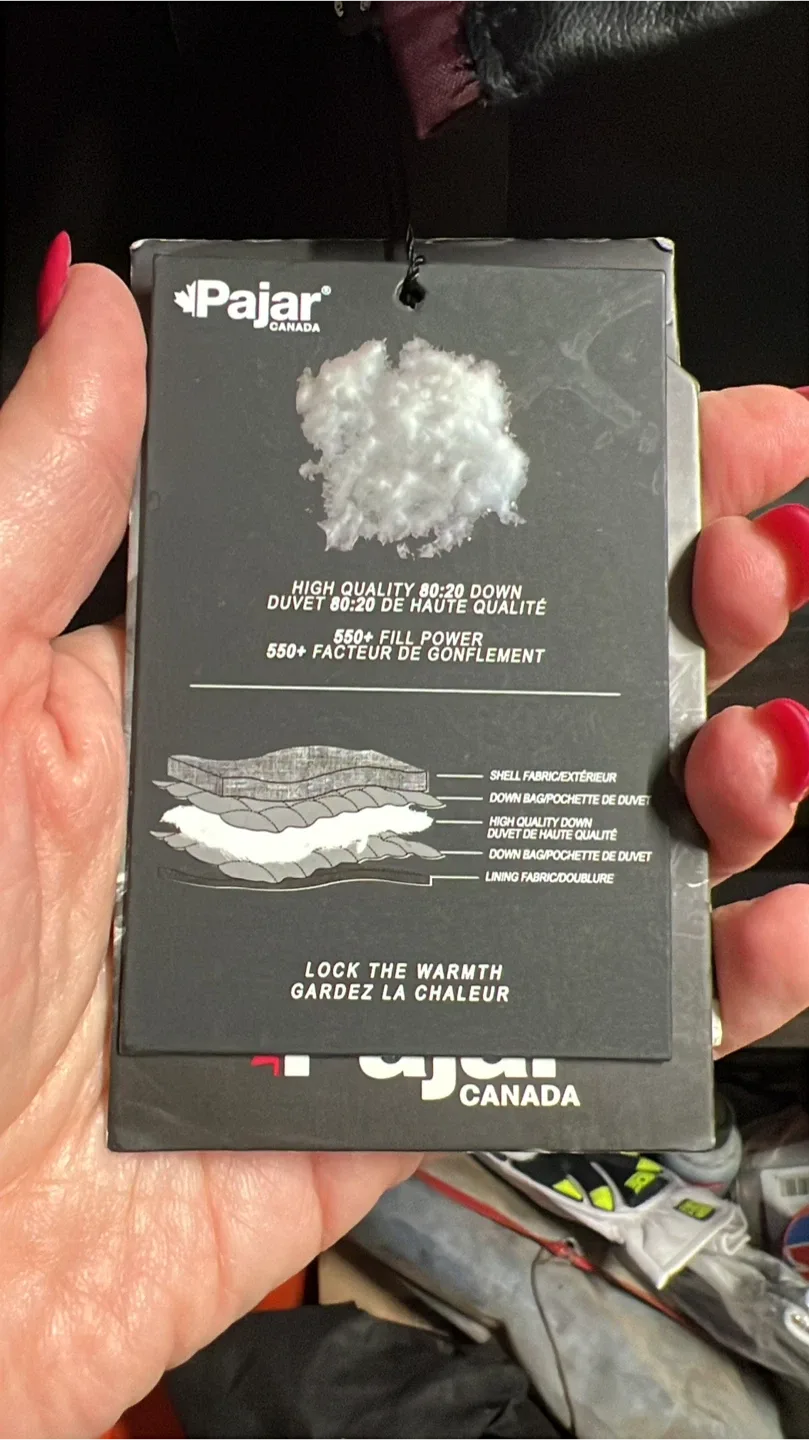 Pajar®
CANADA
HIGH QUALITY 80:20 DOWN
DUVET 80:20 DE HAUTE QUALITÉ
550+ FILL POWER
550+ FACTEUR DE GONFLEMENT
SHELL FABRIC/EXTÉRIEUR
DOWN BAG/POCHETTE DE DUVET
HIGH QUALITY DOWN
DUVET DE HAUTE QUALITÉ
DOWN BAG/POCHETTE DE DUVET
LINING FABRIC/DOUBLURE
LOCK THE WARMTH
GARDEZ LA CHALEUR
Pajar
CANADA